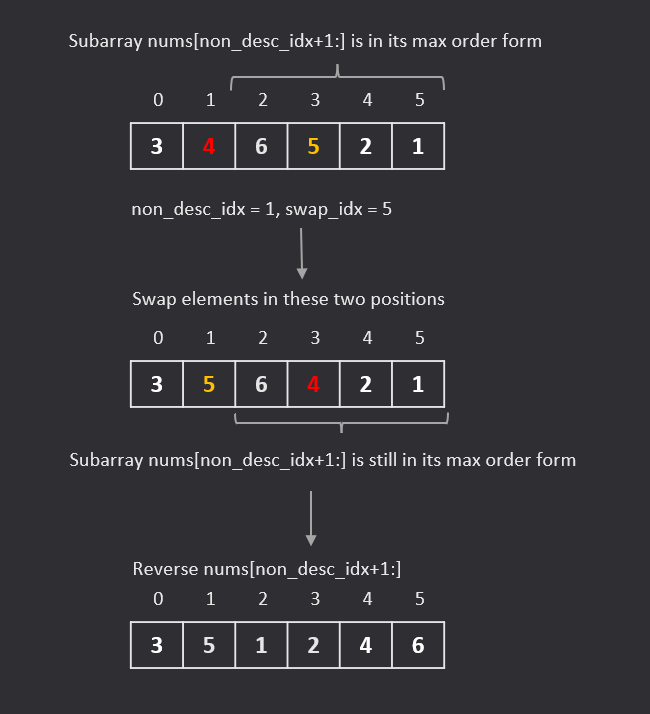 Subarray nums[non_desc_idx+1:] is in its max order form
0 1 2 3 4 5
3 4 6 5 2 1
non_desc_idx = 1, swap_idx = 5
Swap elements in these two positions
0 1 2 3 4 5
3 5 6 4 2 1
Subarray nums[non_desc_idx+1:] is still in its max order form
Reverse nums[non_desc_idx+1:]
0 1 2 3 4 5
3 5 1 2 4 6